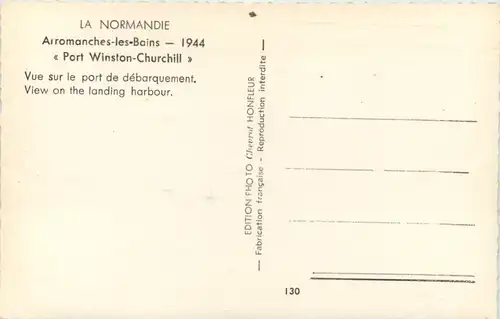 LA NORMANDIE
Arromanches-les-Bains — 1944
« Port Winston-Churchill »
Vue sur le port de débarquement.
View on the landing harbour.
EDITION PHOTO Chevrot HONFLEUR
— Fabrication française - Reproduction interdite —
130